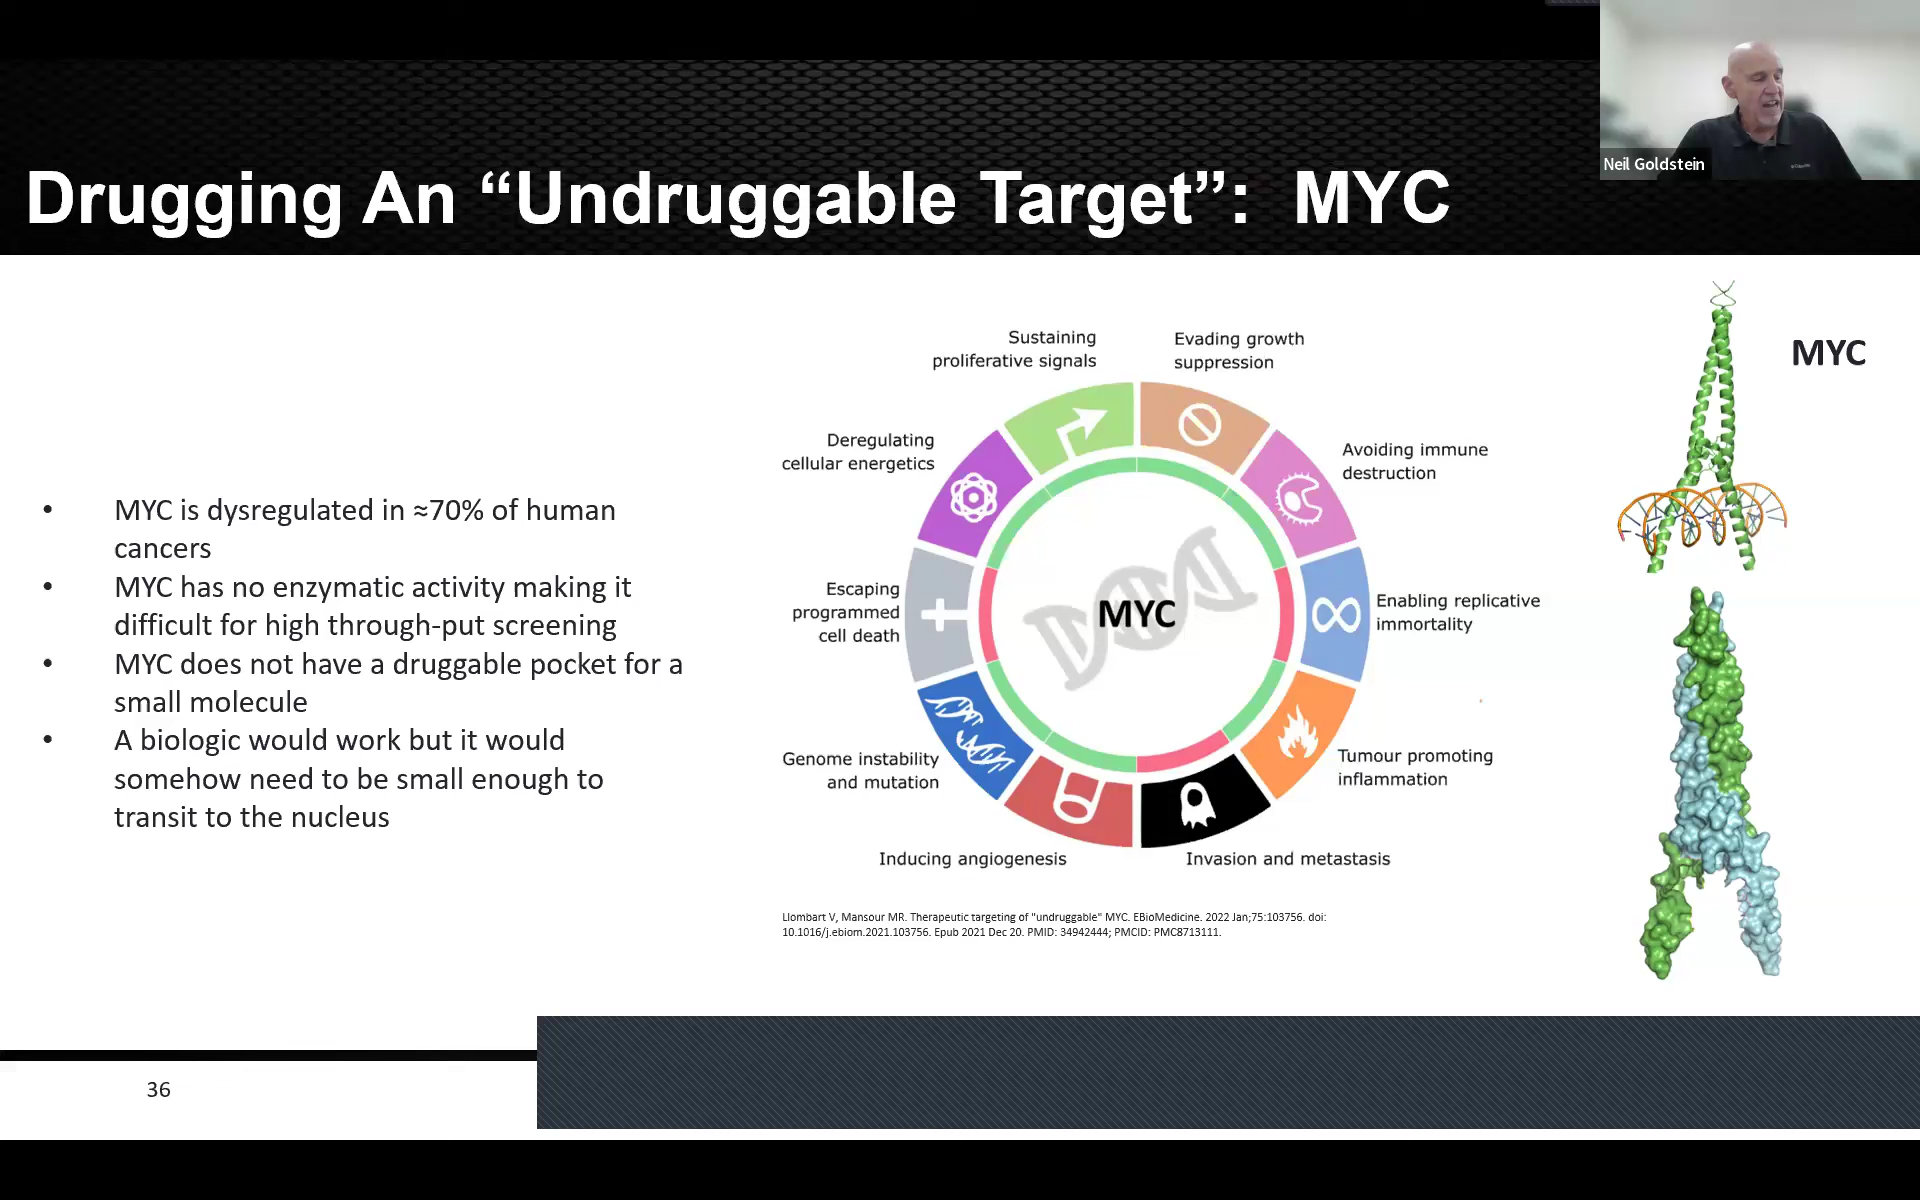 Neil Goldstein
Drugging An “Undruggable Target”: MYC
• MYC is dysregulated in ≈70% of human
cancers
• MYC has no enzymatic activity making it
difficult for high through-put screening
• MYC does not have a druggable pocket for a
small molecule
• A biologic would work but it would
somehow need to be small enough to
transit to the nucleus
Sustaining
proliferative signals
Evading growth
suppression
Deregulating
cellular energetics
Avoiding immune
destruction
Escaping
programmed
cell death
MYC
Enabling replicative
immortality
Genome instability
and mutation
Tumour promoting
inflammation
Inducing angiogenesis
Invasion and metastasis
MYC
Llombart V, Mansour MR. Therapeutic targeting of "undruggable" MYC. EBioMedicine. 2022 Jan;75:103756. doi:
10.1016/j.ebiom.2021.103756. Epub 2021 Dec 20. PMID: 34942444; PMCID: PMC8713111.
36